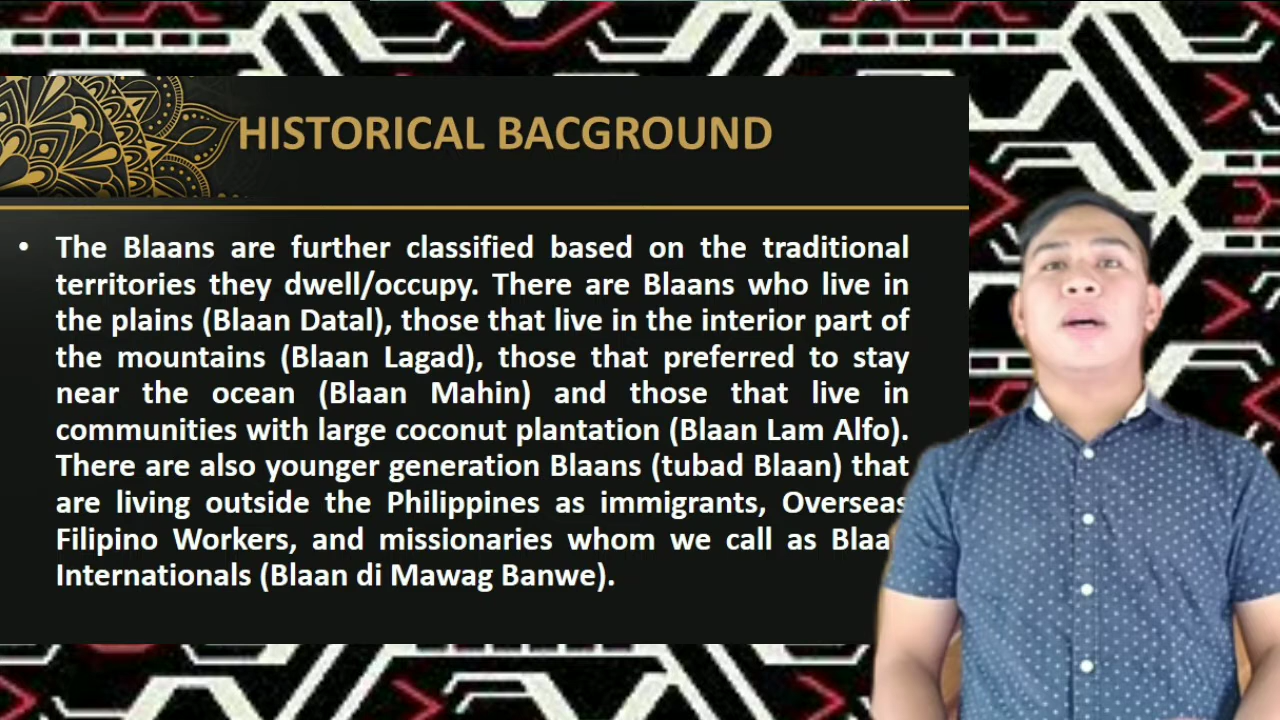 HISTORICAL BACGROUND
• The Blaans are further classified based on the traditional
territories they dwell/occupy. There are Blaans who live in
the plains (Blaan Datal), those that live in the interior part of
the mountains (Blaan Lagad), those that preferred to stay
near the ocean (Blaan Mahin) and those that live in
communities with large coconut plantation (Blaan Lam Alfo).
There are also younger generation Blaans (tubad Blaan) that
are living outside the Philippines as immigrants, Overseas
Filipino Workers, and missionaries whom we call as Blaan
Internationals (Blaan di Mawag Banwe).